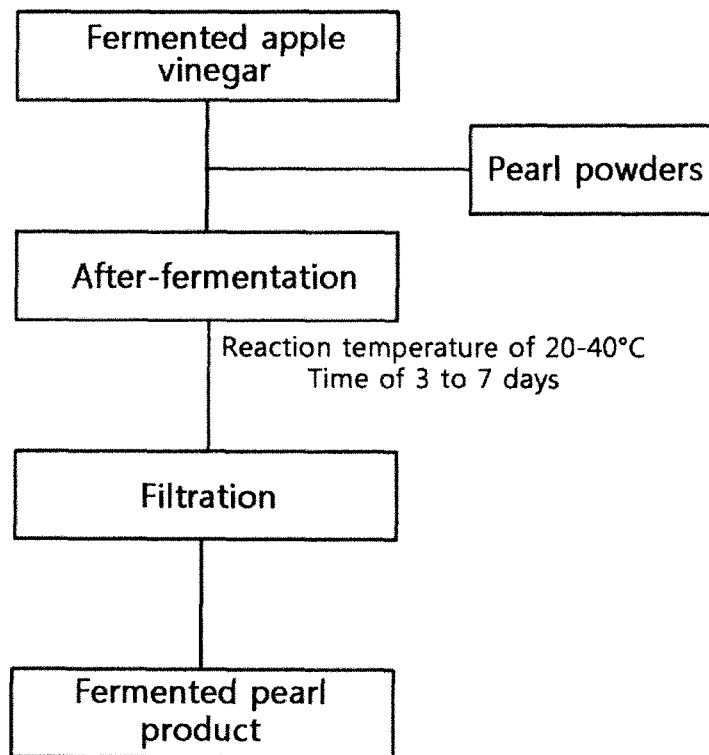 Fermented apple
vinegar
Pearl powders
After-fermentation
Reaction temperature of 20-40°C
Time of 3 to 7 days
Filtration
Fermented pearl
product